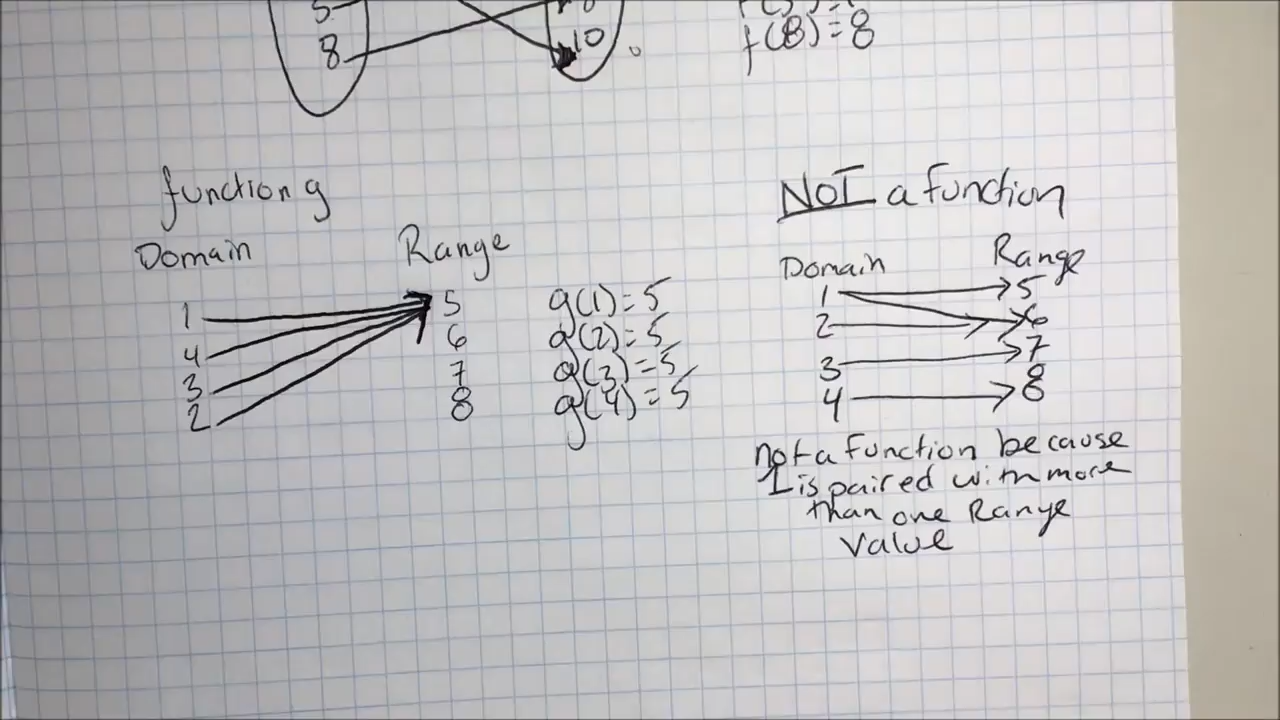 8
10
f(8)=8
function g
Domain
Range
1
4
3
2
5
6
7
8
g(1)=5
g(2)=5
g(3)=5
g(4)=5
NOT a function
Domain
Range
1
2
3
4
5
6
7
8
not a function because
1 is paired with more
than one Range
Value